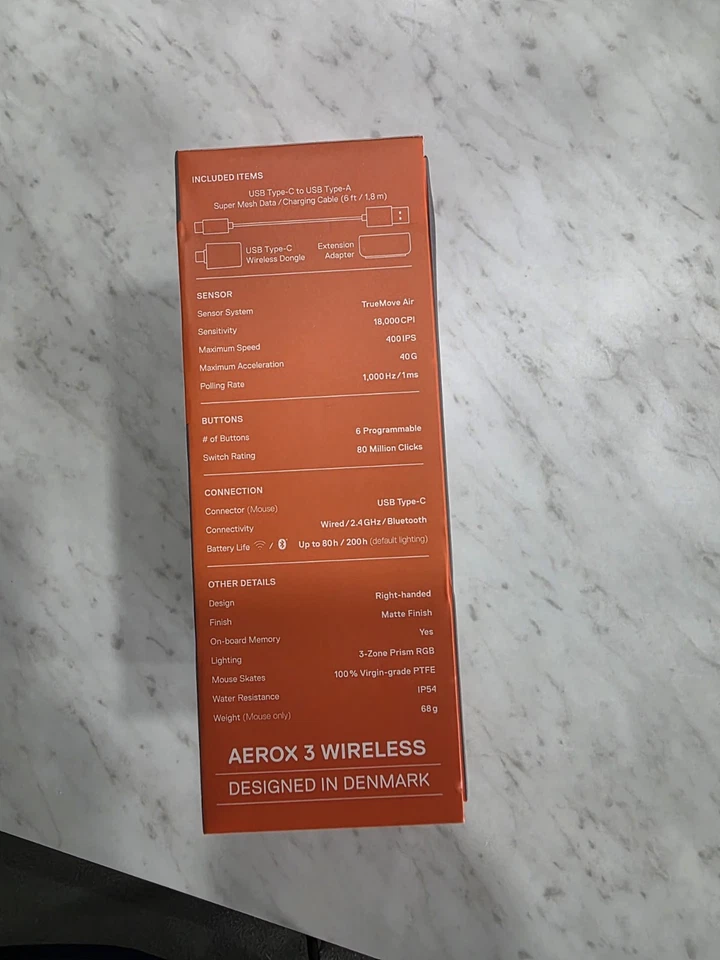 INCLUDED ITEMS
USB Type-C to USB Type-A
Super Mesh Data / Charging Cable (6 ft / 1.8 m)
USB Type-C
Wireless Dongle
Extension
Adapter
SENSOR
Sensor System TrueMove Air
Sensitivity 18,000 CPI
Maximum Speed 400 IPS
Maximum Acceleration 40 G
Polling Rate 1,000 Hz / 1 ms
BUTTONS
# of Buttons 6 Programmable
Switch Rating 80 Million Clicks
CONNECTION
Connector (Mouse) USB Type-C
Connectivity Wired / 2.4 GHz / Bluetooth
Battery Life / Up to 80 h / 200 h (default lighting)
OTHER DETAILS
Design Right-handed
Finish Matte Finish
On-board Memory Yes
Lighting 3-Zone Prism RGB
Mouse Skates 100% Virgin-grade PTFE
Water Resistance IP54
Weight (Mouse only) 68 g
AEROX 3 WIRELESS
DESIGNED IN DENMARK